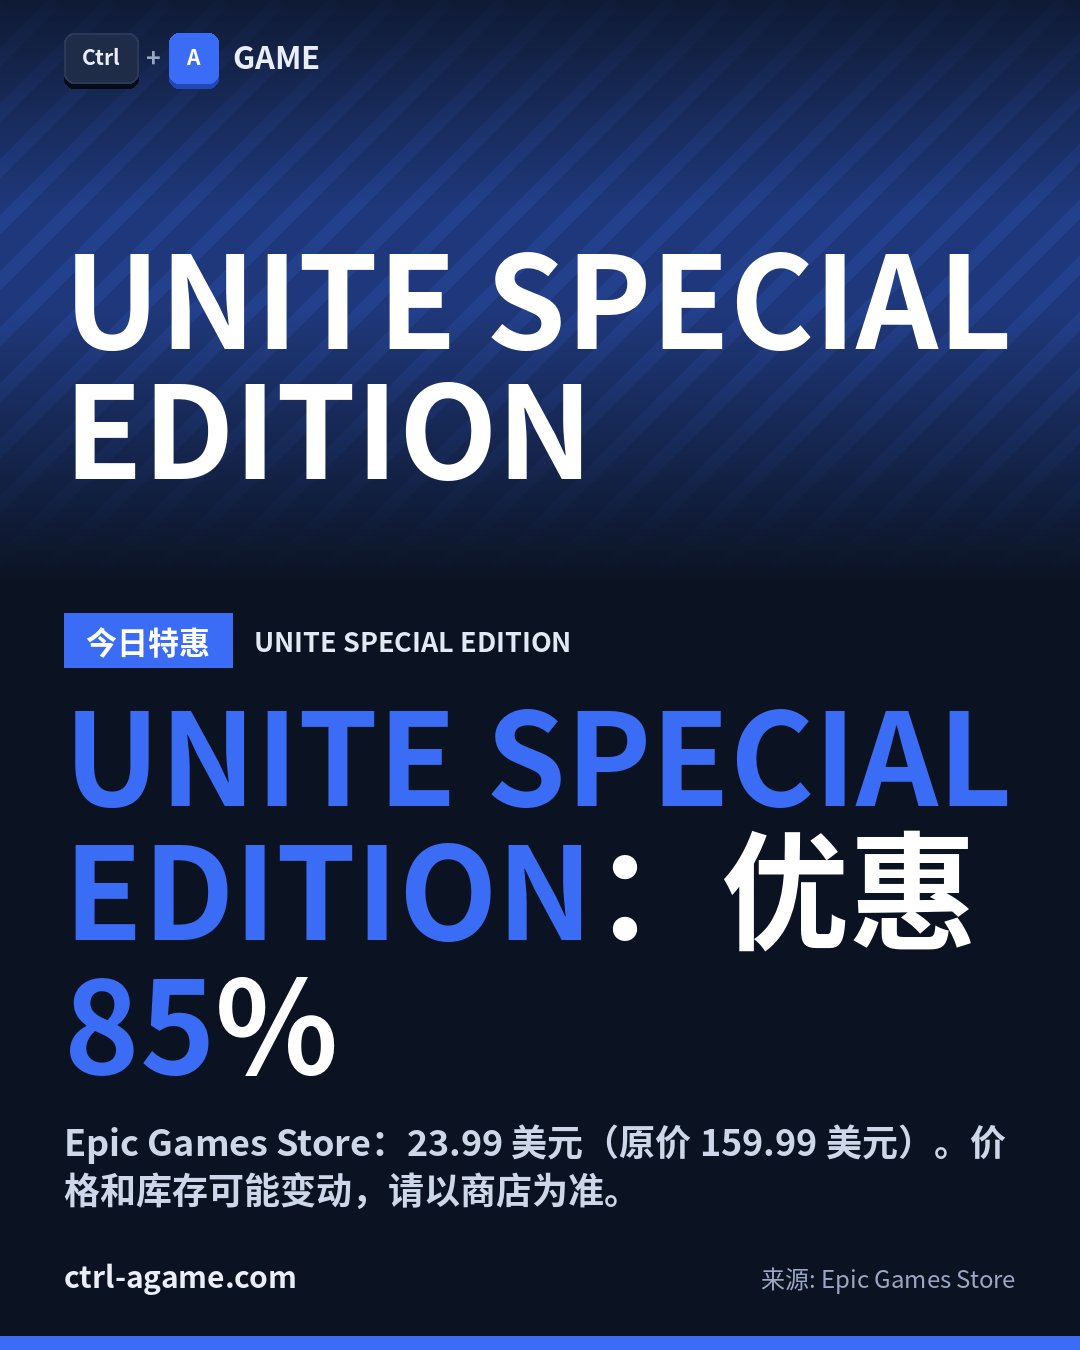 Ctrl + A GAME
UNITE SPECIAL
EDITION
今日特惠 UNITE SPECIAL EDITION
UNITE SPECIAL
EDITION：优惠
85%
Epic Games Store：23.99 美元（原价 159.99 美元）。价
格和库存可能变动，请以商店为准。
ctrl-agame.com
来源: Epic Games Store